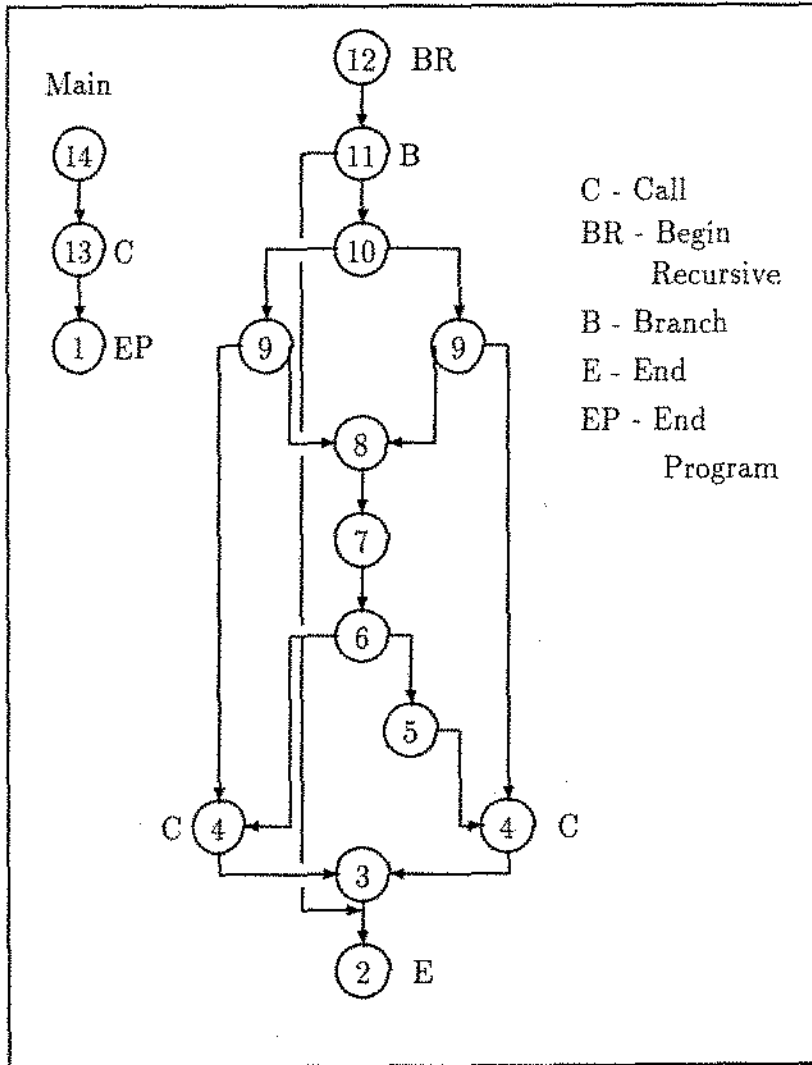 Main
14
13 C
1 EP
12 BR
11 B
10
9 9
8
7
6
5
C 4 4 C
3
2 E
C - Call
BR - Begin
Recursive
B - Branch
E - End
EP - End
Program